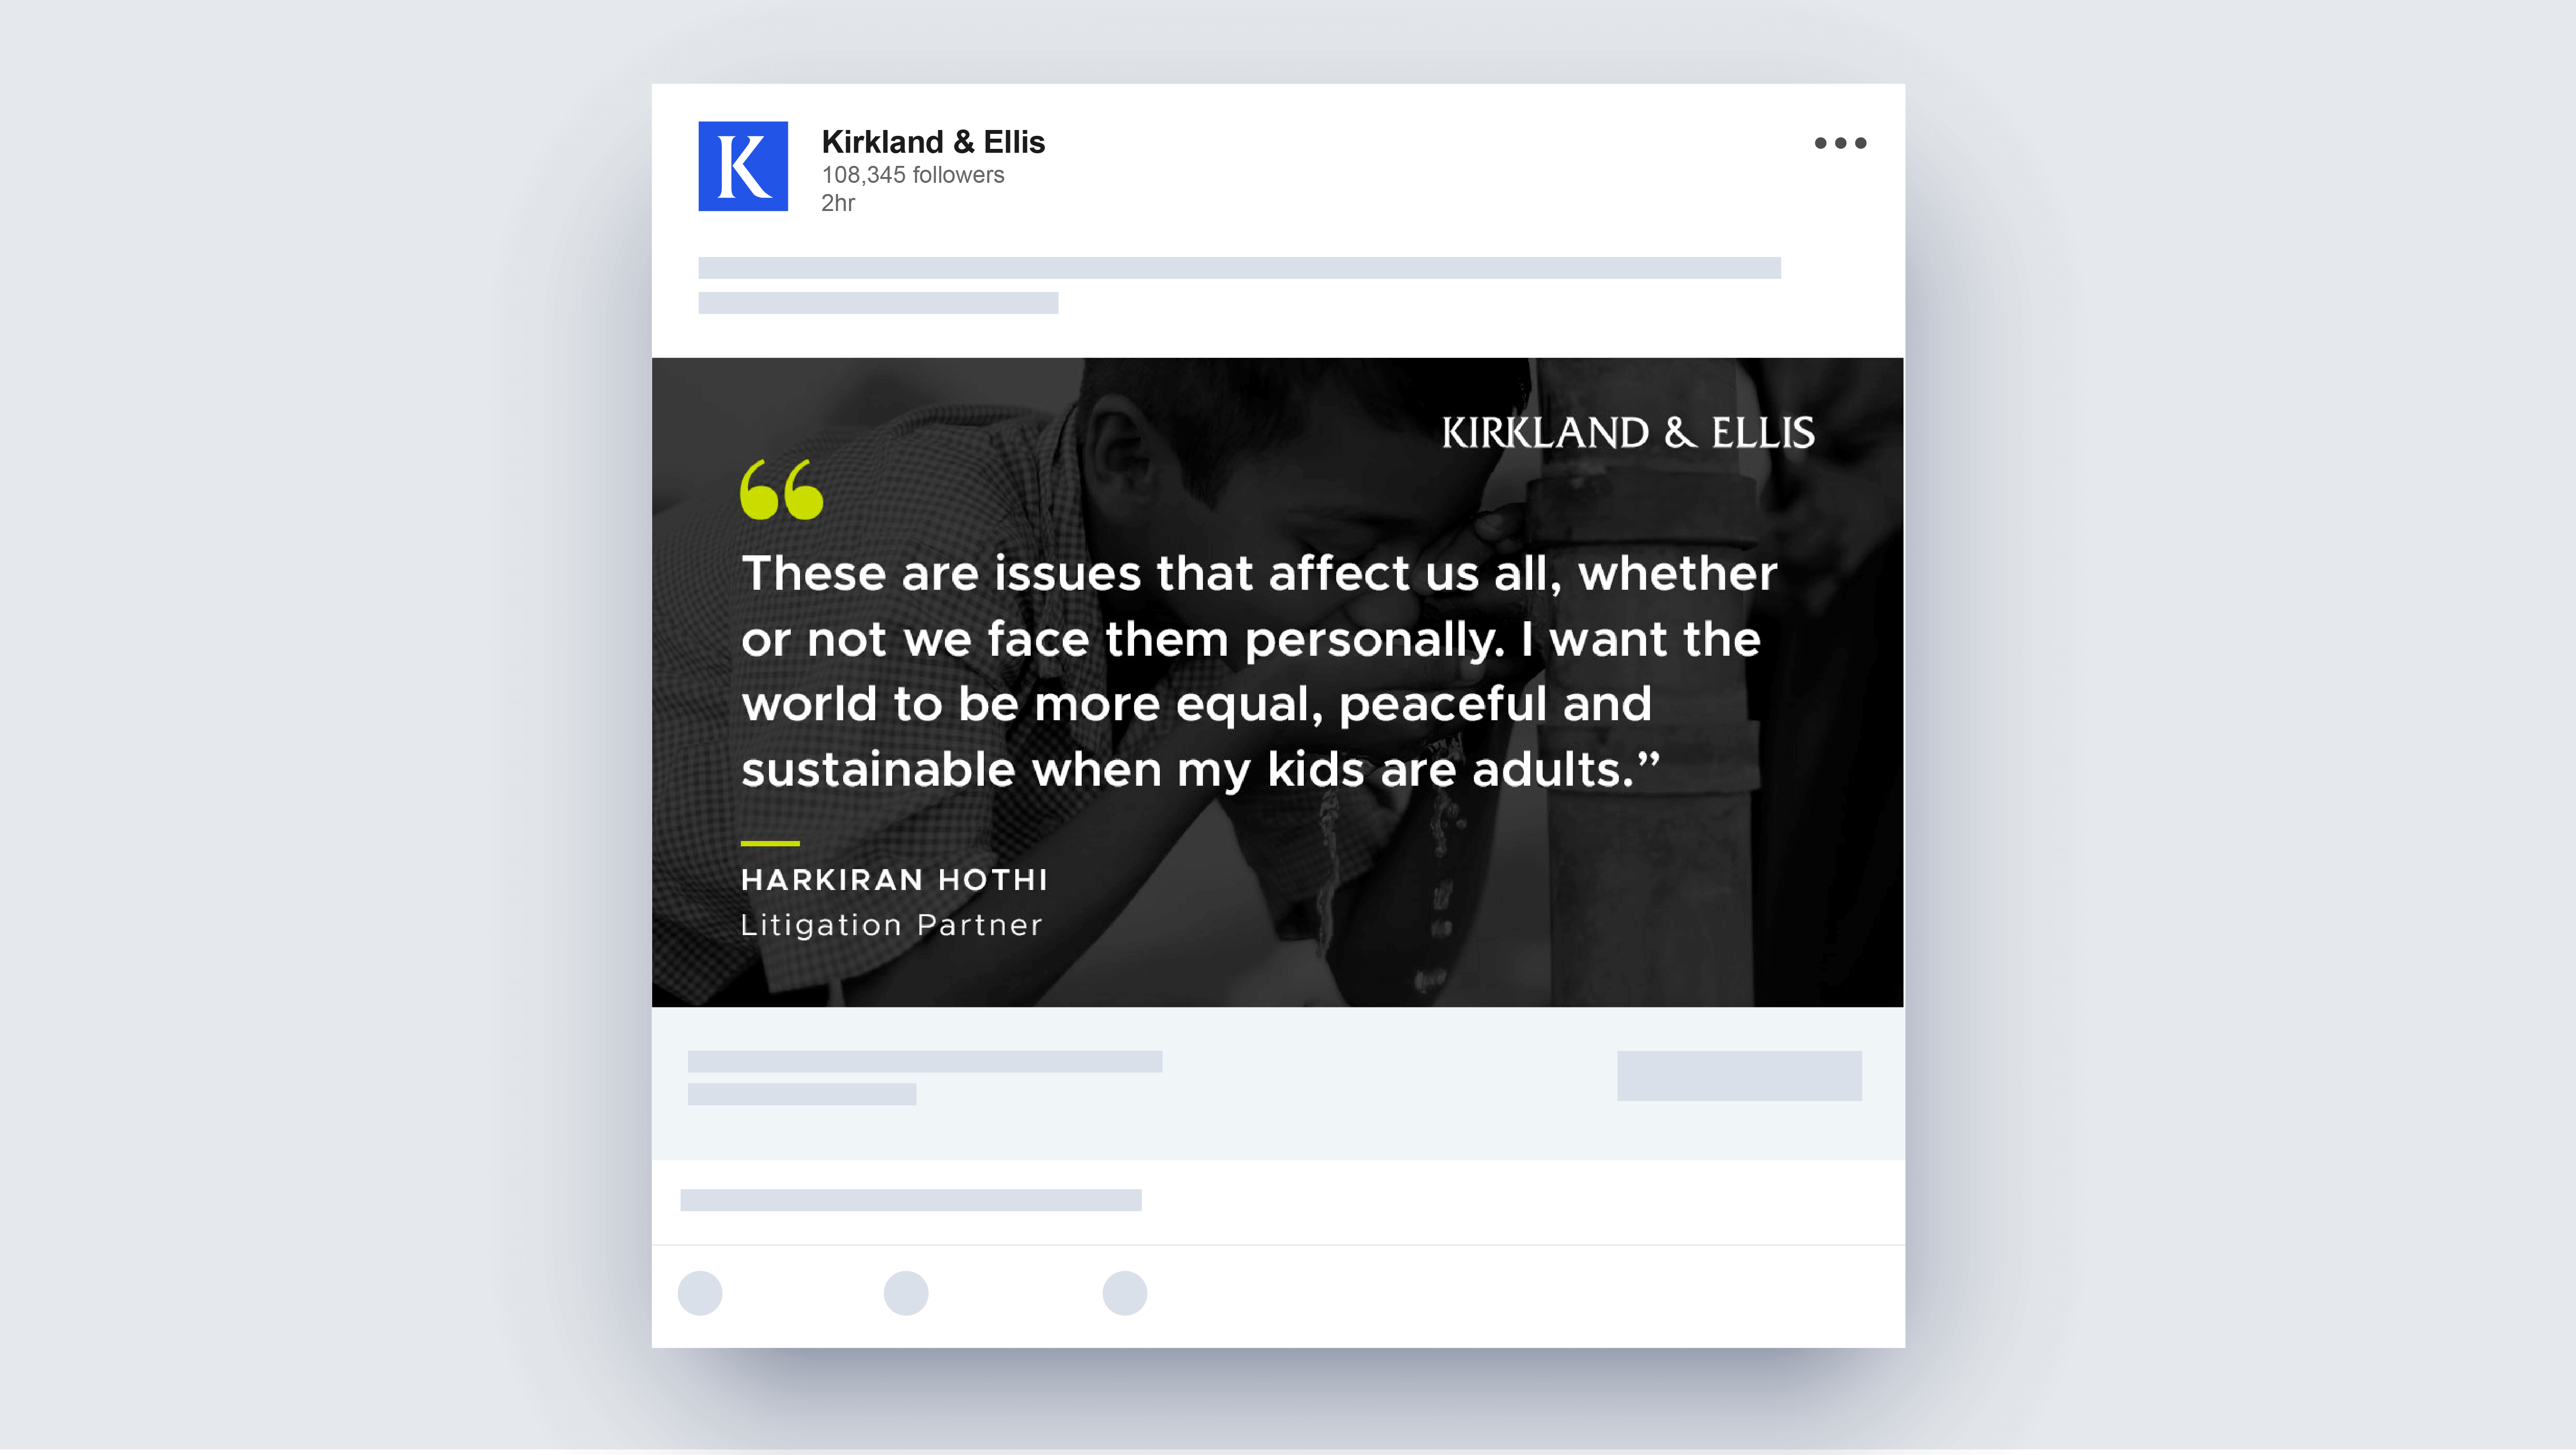 K
Kirkland & Ellis
108,345 followers
2hr
KIRKLAND & ELLIS
“
These are issues that affect us all, whether
or not we face them personally. I want the
world to be more equal, peaceful and
sustainable when my kids are adults.”
HARKIRAN HOTHI
Litigation Partner